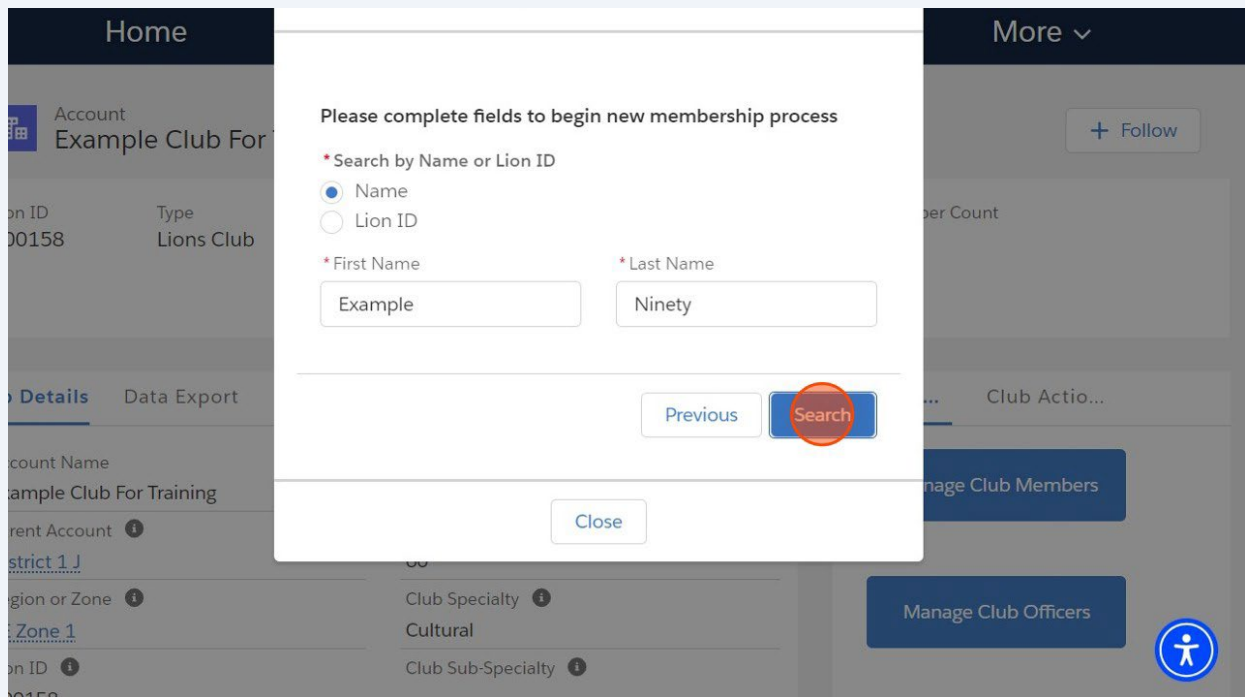 Home
More
Account
Example Club For
Follow
Please complete fields to begin new membership process
* Search by Name or Lion ID
Name
Lion ID
on ID
Type
00158
Lions Club
ber Count
* First Name
* Last Name
Example
Ninety
Details
Data Export
Previous
Search
...
Club Actio...
count Name
ample Club For Training
nage Club Members
Close
rent Account
strict 1 J
egion or Zone
Club Specialty
Zone 1
Cultural
Manage Club Officers
on ID
Club Sub-Specialty